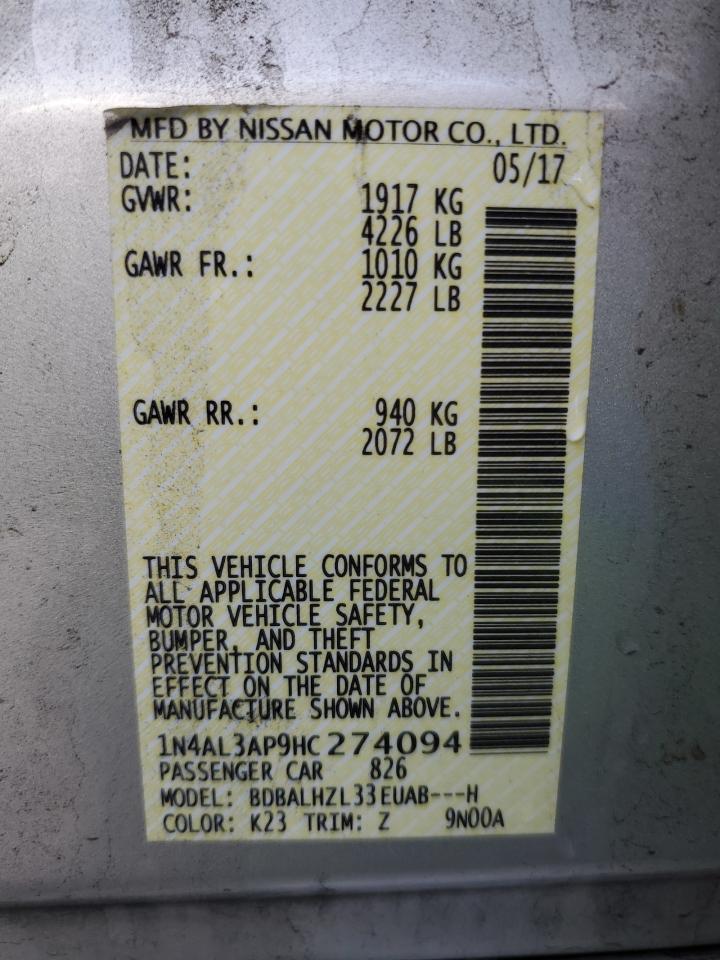 MFD BY NISSAN MOTOR CO., LTD.
DATE: 05/17
GVWR: 1917 KG
4226 LB
GAWR FR.: 1010 KG
2227 LB
GAWR RR.: 940 KG
2072 LB
THIS VEHICLE CONFORMS TO
ALL APPLICABLE FEDERAL
MOTOR VEHICLE SAFETY,
BUMPER, AND THEFT
PREVENTION STANDARDS IN
EFFECT ON THE DATE OF
MANUFACTURE SHOWN ABOVE.
1N4AL3AP9HC274094
PASSENGER CAR 826
MODEL: BDBALHZL33EUAB---H
COLOR: K23 TRIM: Z 9N00A